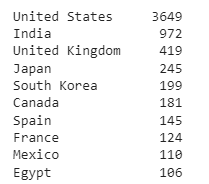 United States 3649
India 972
United Kingdom 419
Japan 245
South Korea 199
Canada 181
Spain 145
France 124
Mexico 110
Egypt 106